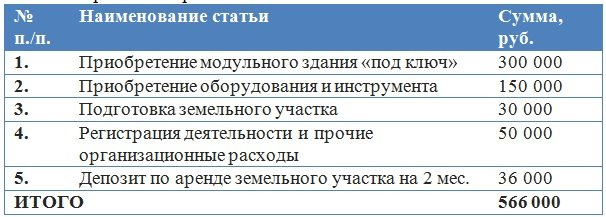 № Наименование статьи Сумма,
п./п. руб.
1. Приобретение модульного здания «под ключ» 300 000
2. Приобретение оборудования и инструмента 150 000
3. Подготовка земельного участка 30 000
4. Регистрация деятельности и прочие 50 000
организационные расходы
5. Депозит по аренде земельного участка на 2 мес. 36 000
ИТОГО 566 000